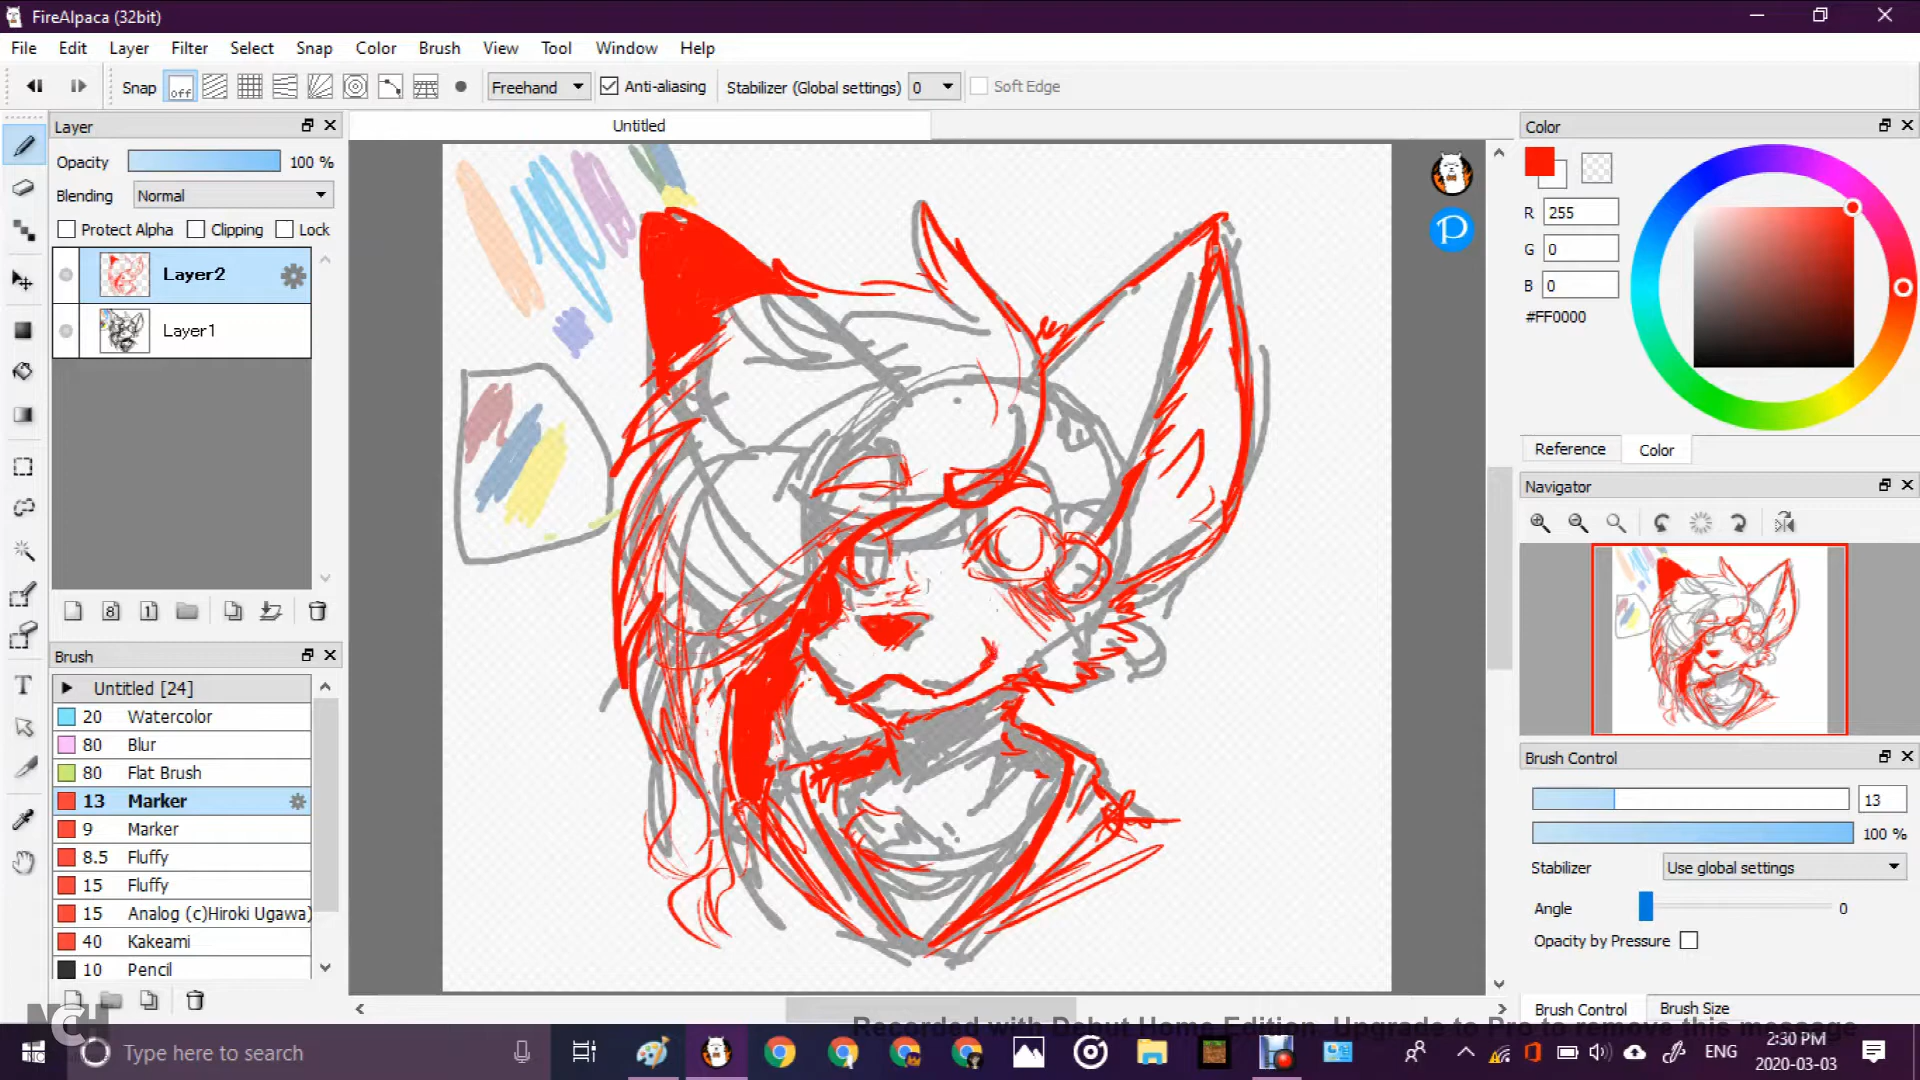 FireAlpaca (32bit)
File Edit Layer Filter Select Snap Color Brush View Tool Window Help
Snap off Freehand Anti-aliasing Stabilizer (Global settings) 0 Soft Edge
Layer
Untitled
Color
Opacity 100 %
Blending Normal
Protect Alpha Clipping Lock
Layer2
Layer1
P
R 255
G 0
B 0
#FF0000
Reference Color
Navigator
8 1
Brush
Untitled [24]
20 Watercolor
80 Blur
80 Flat Brush
13 Marker
9 Marker
8.5 Fluffy
15 Fluffy
15 Analog (c)Hiroki Ugawa)
40 Kakeami
10 Pencil
T
Brush Control
13
100 %
Stabilizer Use global settings
Angle 0
Opacity by Pressure
Brush Control Brush Size
NCH
Recorded with Debut Home Edition. Upgrade to Pro to remove this message
Type here to search
ENG
2:30 PM
2020-03-03